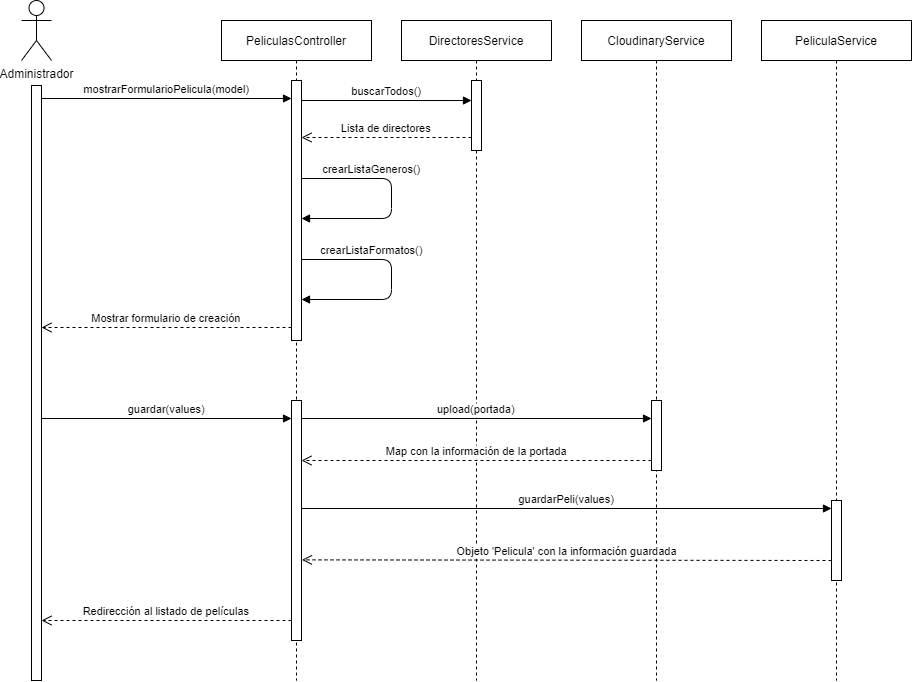 Administrador
PeliculasController
DirectoresService
CloudinaryService
PeliculaService
mostrarFormularioPelicula(model)
buscarTodos()
Lista de directores
crearListaGeneros()
crearListaFormatos()
Mostrar formulario de creación
guardar(values)
upload(portada)
Map con la información de la portada
guardarPeli(values)
Objeto 'Pelicula' con la información guardada
Redirección al listado de películas